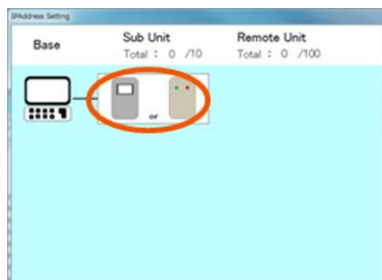 IPAddress Setting
Base
Sub Unit
Total : 0 /10
Remote Unit
Total : 0 /100
or